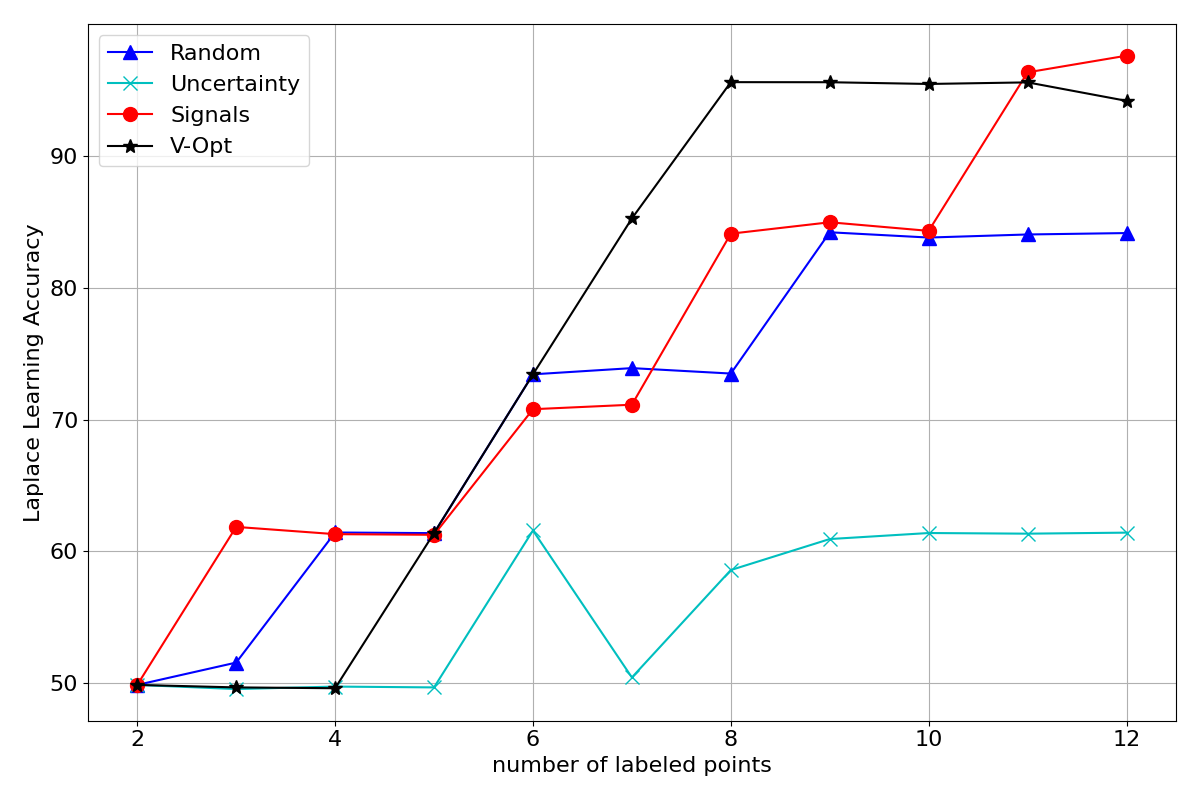 Random
Uncertainty
Signals
V-Opt
90
80
70
60
50
Laplace Learning Accuracy
2 4 6 8 10 12
number of labeled points